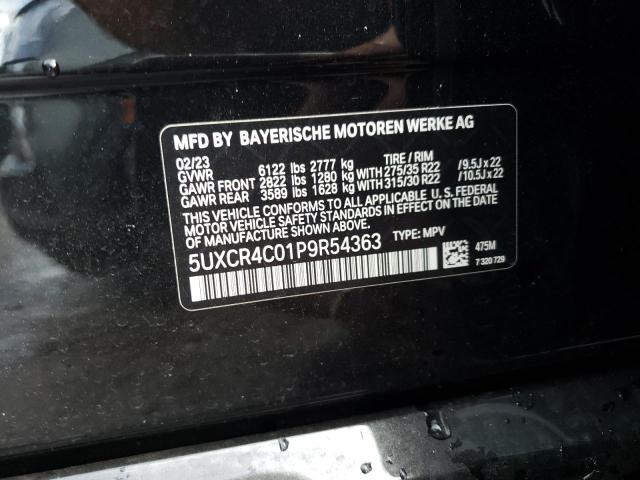 MFD BY BAYERISCHE MOTOREN WERKE AG
02/23 TIRE / RIM
GVWR 6122 lbs 2777 kg
GAWR FRONT 2822 lbs 1280 kg WITH 275/35 R22 / 9.5J x 22
GAWR REAR 3589 lbs 1628 kg WITH 315/30 R22 / 10.5J x 22
THIS VEHICLE CONFORMS TO ALL APPLICABLE U.S. FEDERAL
MOTOR VEHICLE SAFETY STANDARDS IN EFFECT ON THE DATE
OF MANUFACTURE SHOWN ABOVE.
5UXCR4C01P9R54363 TYPE: MPV
475M
7 320 729